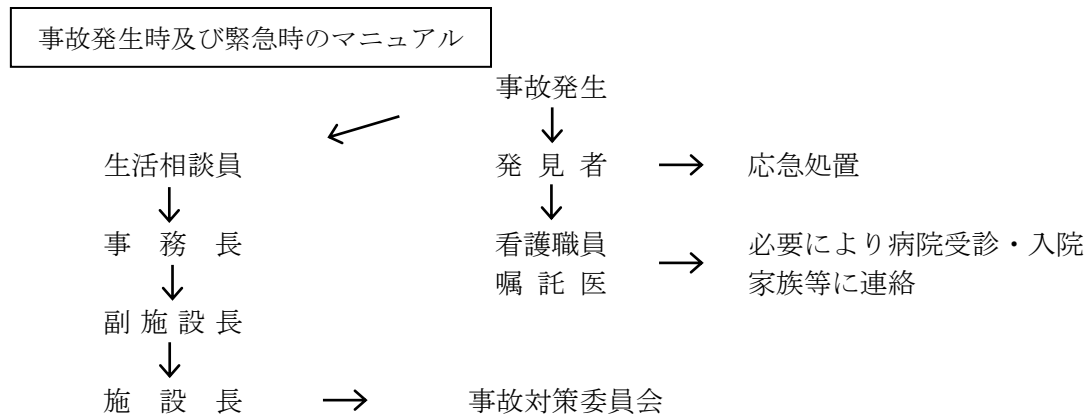 事故発生時及び緊急時のマニュアル
事故発生
生活相談員
発見者
応急処置
事務長
看護職員
嘱託医
必要により病院受診・入院
家族等に連絡
副施設長
施設長
事故対策委員会